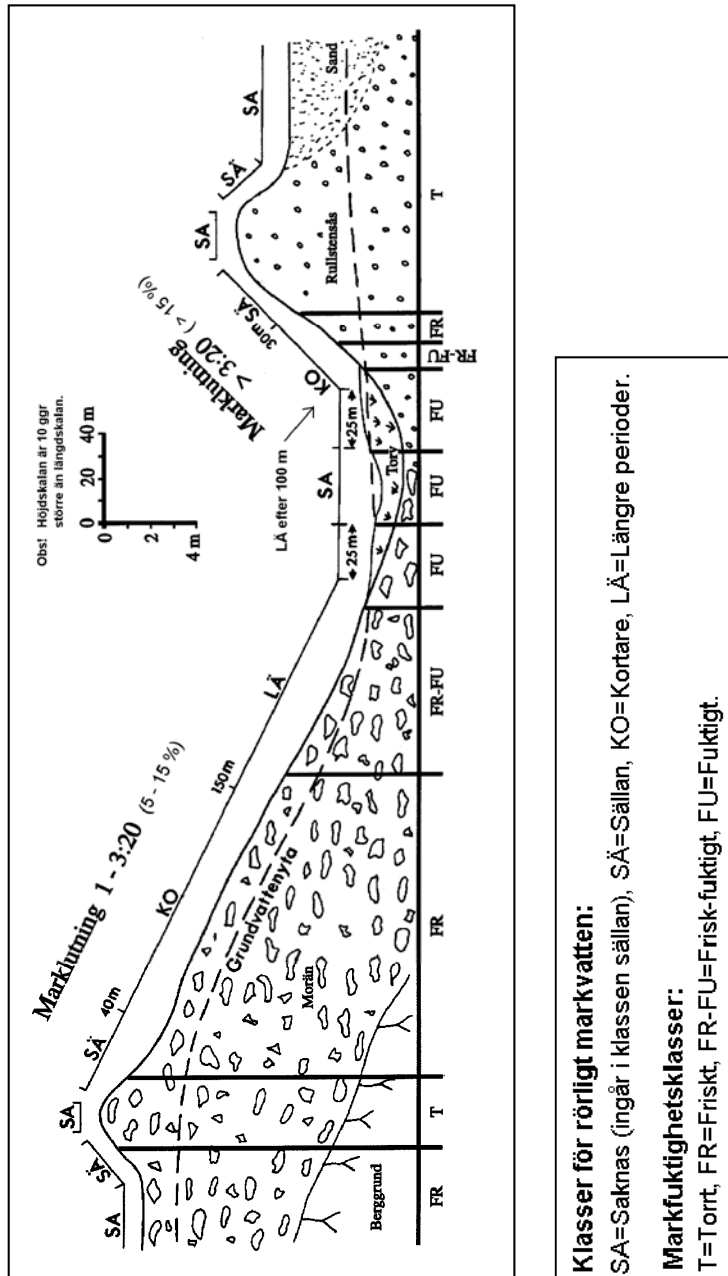 Obs! Höjdskalan är 10 ggr
större än längdskalan.
0 20 40 m
0
2
4 m
Marklutning 1 - 3:20 (5 - 15 %)
Marklutning
> 3:20
(> 15 %)
LÄ efter 100 m
SA
SÄ
SA
SÄ
40m
KO
150m
LÄ
25m
SA
25m
KO
30m
SÄ
SA
SÄ
SA
Grundvattenyta
Morän
Berggrund
Torv
Rullstensås
Sand
FR T FR FR-FU FU FU FU FR-FU FR T
Klasser för rörligt markvatten:
SA=Saknas (ingår i klassen sällan), SÄ=Sällan, KO=Kortare, LÄ=Längre perioder.
Markfuktighetsklasser:
T=Torrt, FR=Friskt, FR-FU=Frisk-fuktigt, FU=Fuktigt.